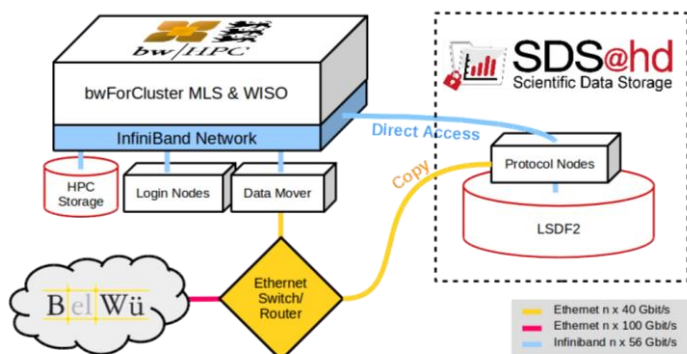 bw|HPC
bwForCluster MLS & WISO
InfiniBand Network
HPC
Storage
Login Nodes
Data Mover
Ethernet
Switch/
Router
BelWü
Direct Access
Copy
SDS@hd
Scientific Data Storage
Protocol Nodes
LSDF2
Ethernet n x 40 Gbit/s
Ethernet n x 100 Gbit/s
Infiniband n x 56 Gbit/s